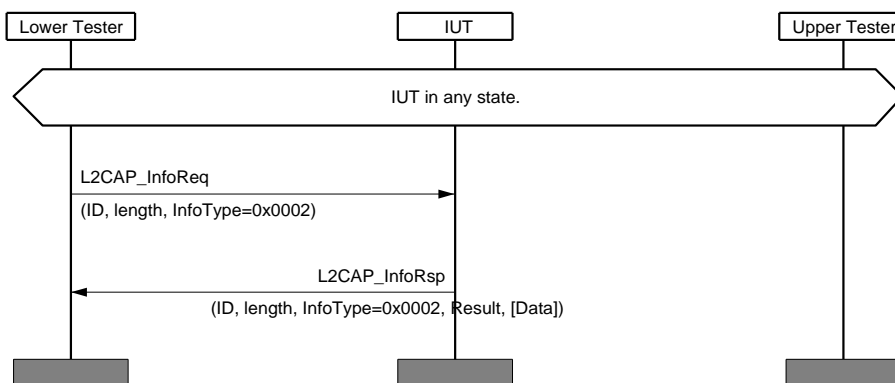 Lower Tester
IUT
Upper Tester
IUT in any state.
L2CAP_InfoReq
(ID, length, InfoType=0x0002)
L2CAP_InfoRsp
(ID, length, InfoType=0x0002, Result, [Data])